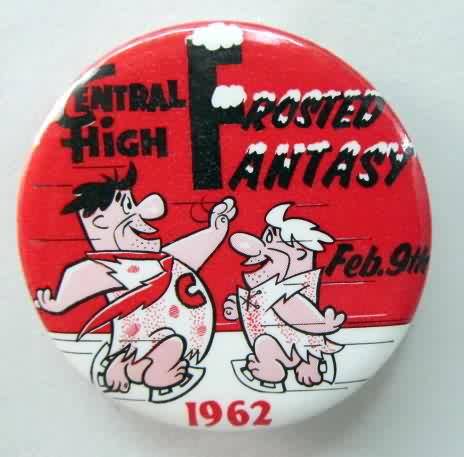 CENTRAL HIGH
FROSTED FANTASY
Feb. 9th
C
1962